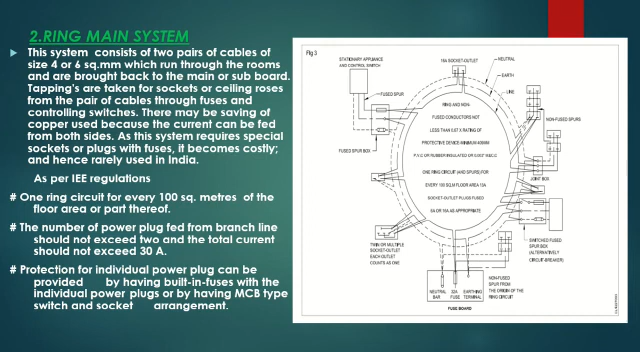 2.RING MAIN SYSTEM
This system consists of two pairs of cables of
size 4 or 6 sq.mm which run through the rooms
and are brought back to the main or sub board.
Tapping's are taken for sockets or ceiling roses
from the pair of cables through fuses and
controlling switches. There may be saving of
copper used because the current can be fed
from both sides. As this system requires special
sockets or plugs with fuses, it becomes costly;
and hence rarely used in India.
As per IEE regulations
# One ring circuit for every 100 sq. metres of the
floor area or part thereof.
# The number of power plug fed from branch line
should not exceed two and the total current
should not exceed 30 A.
# Protection for individual power plug can be
provided by having built-in-fuses with the
individual power plugs or by having MCB type
switch and socket arrangement.
Fig 3
STATIONARY APPLIANCE
AND CONTROL SWITCH
FUSED SPUR
FUSED SPUR BOX
15A SOCKET-OUTLET
NEUTRAL
EARTH
LINE
NON-FUSED SPURS
JOINT BOX
RING AND NON-
FUSED CONDUCTORS NOT
LESS THAN 0.67 X RATING OF
PROTECTIVE DEVICE MINIMUM
P.V.C OR RUBBER INSULATED OR
ONE RING CIRCUIT (AND SPURS) FOR
EVERY 100 SQ.M FLOOR AREA 13A
SOCKET-OUTLET PLUGS FUSED
OR 10A AS APPROPRIATE
TWIN OR MULTIPLE
SOCKET-OUTLET
EACH OUTLET
COUNTS AS ONE
SWITCHED FUSED
SPUR BOX
(ALTERNATIVELY
CIRCUIT-BREAKER)
NON-FUSED
SPUR FROM
THE ORIGIN OF THE
RING CIRCUIT
NEUTRAL BAR
FUSE
EARTHING TERMINAL
FUSE BOARD